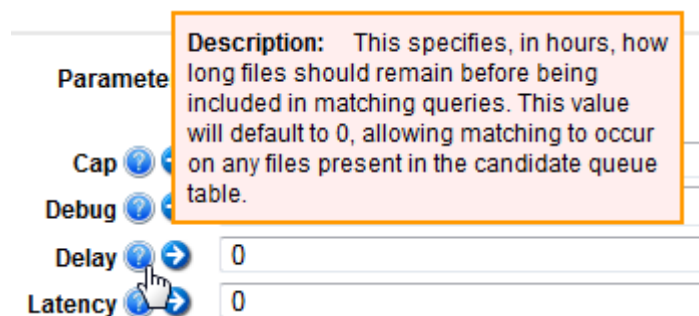 Description: This specifies, in hours, how
long files should remain before being
included in matching queries. This value
will default to 0, allowing matching to occur
on any files present in the candidate queue
table.
Paramete
Cap
Debug
Delay 0
Latency 0